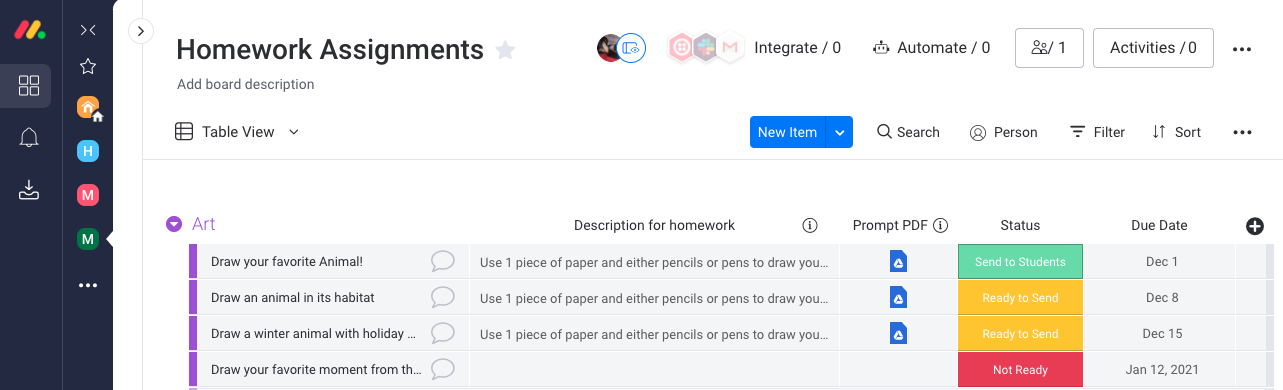 Homework Assignments
Integrate / 0
Automate / 0
/ 1
Activities / 0
Add board description
H
M
M
Table View
New Item
Search
Person
Filter
Sort
Art
Description for homework
Prompt PDF
Status
Due Date
Draw your favorite Animal!
Use 1 piece of paper and either pencils or pens to draw you...
Send to Students
Dec 1
Draw an animal in its habitat
Use 1 piece of paper and either pencils or pens to draw you...
Ready to Send
Dec 8
Draw a winter animal with holiday ...
Use 1 piece of paper and either pencils or pens to draw you...
Ready to Send
Dec 15
Draw your favorite moment from th...
Not Ready
Jan 12, 2021